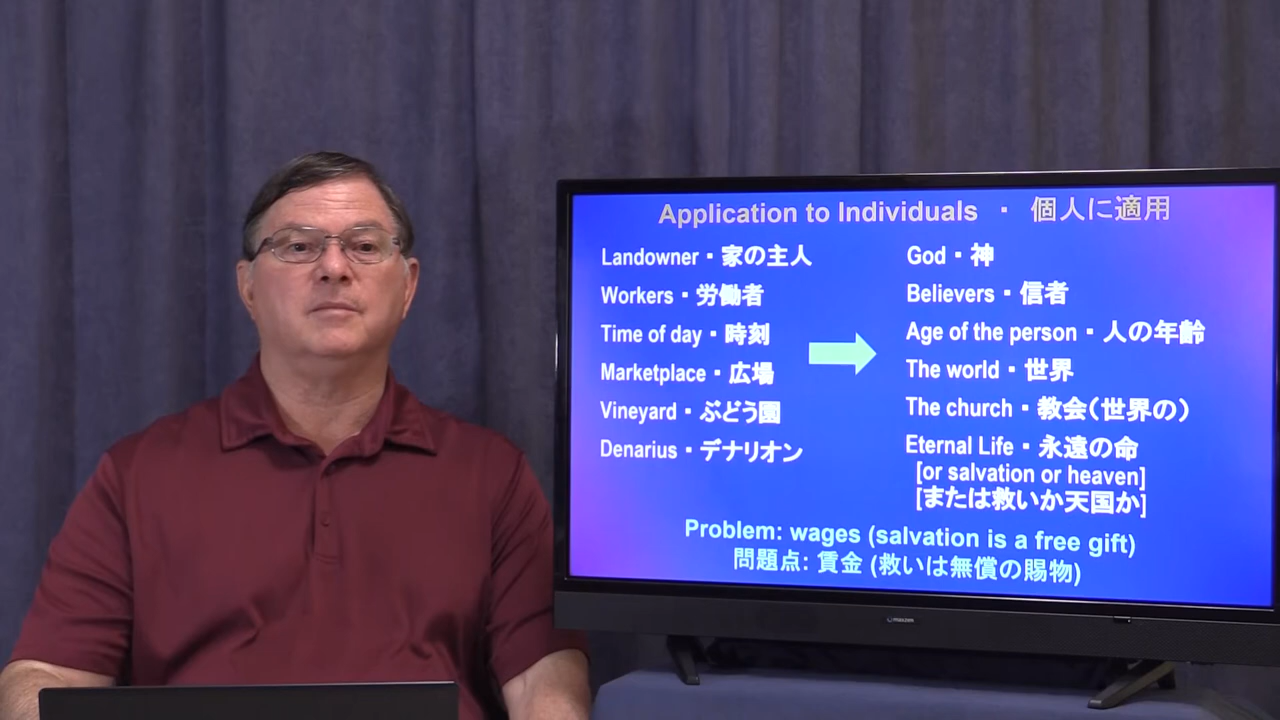 Application to Individuals ・ 個人に適用
Landowner・家の主人
Workers・労働者
Time of day・時刻
Marketplace・広場
Vineyard・ぶどう園
Denarius・デナリオン
God・神
Believers・信者
Age of the person・人の年齢
The world・世界
The church・教会(世界の)
Eternal Life・永遠の命
[or salvation or heaven]
[または救いか天国か]
Problem: wages (salvation is a free gift)
問題点: 賃金 (救いは無償の賜物)
maxzen